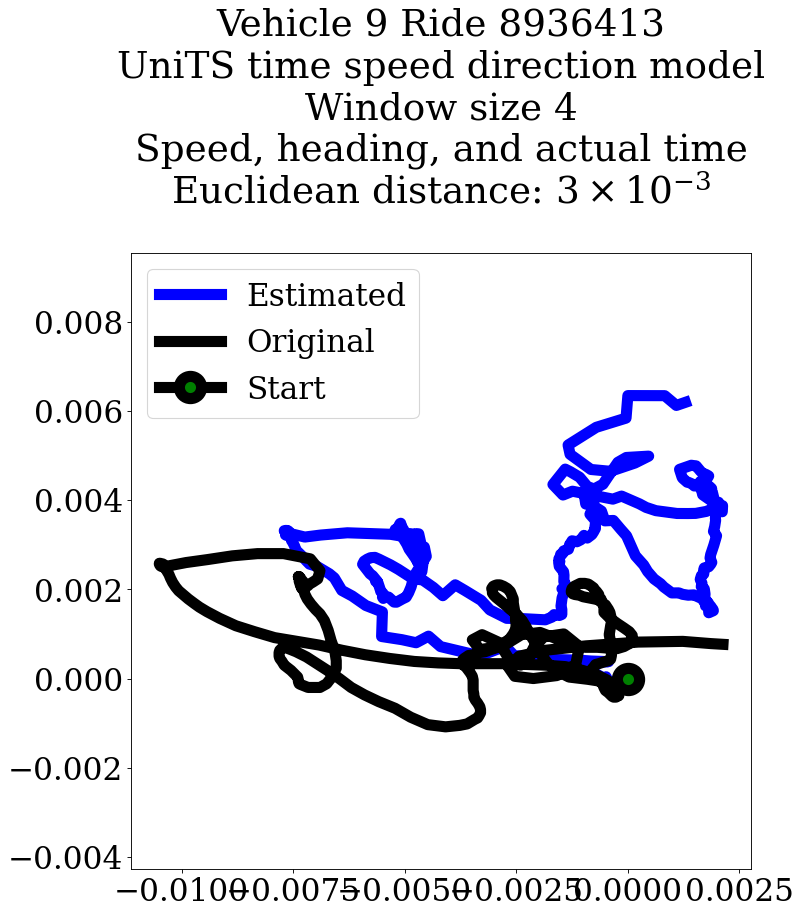 Vehicle 9 Ride 8936413
UniTS time speed direction model
Window size 4
Speed, heading, and actual time
Euclidean distance: 3 × 10⁻³
Estimated
Original
Start
0.008
0.006
0.004
0.002
0.000
−0.002
−0.004
−0.0100 −0.0075 −0.0050 −0.0025 0.0000 0.0025